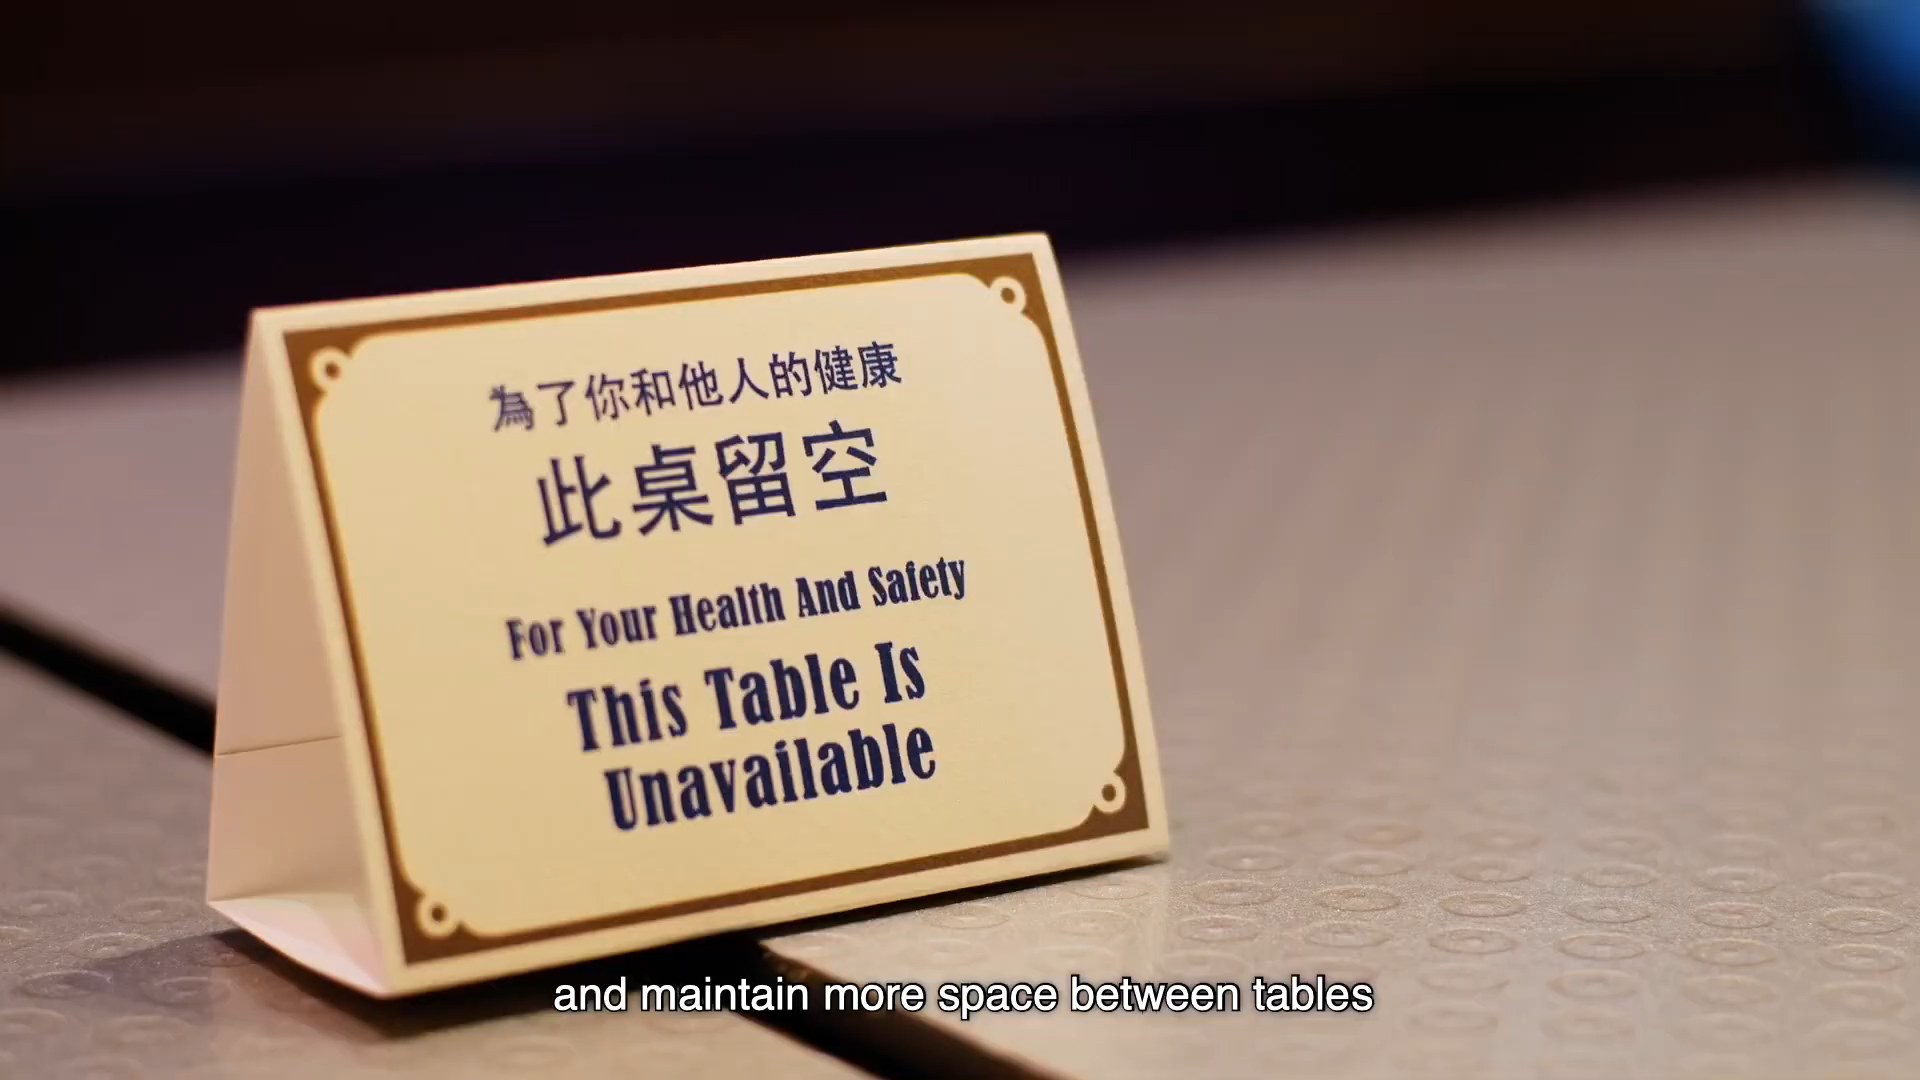 為了你和他人的健康
此桌留空
For Your Health And Safety
This Table Is
Unavailable
and maintain more space between tables